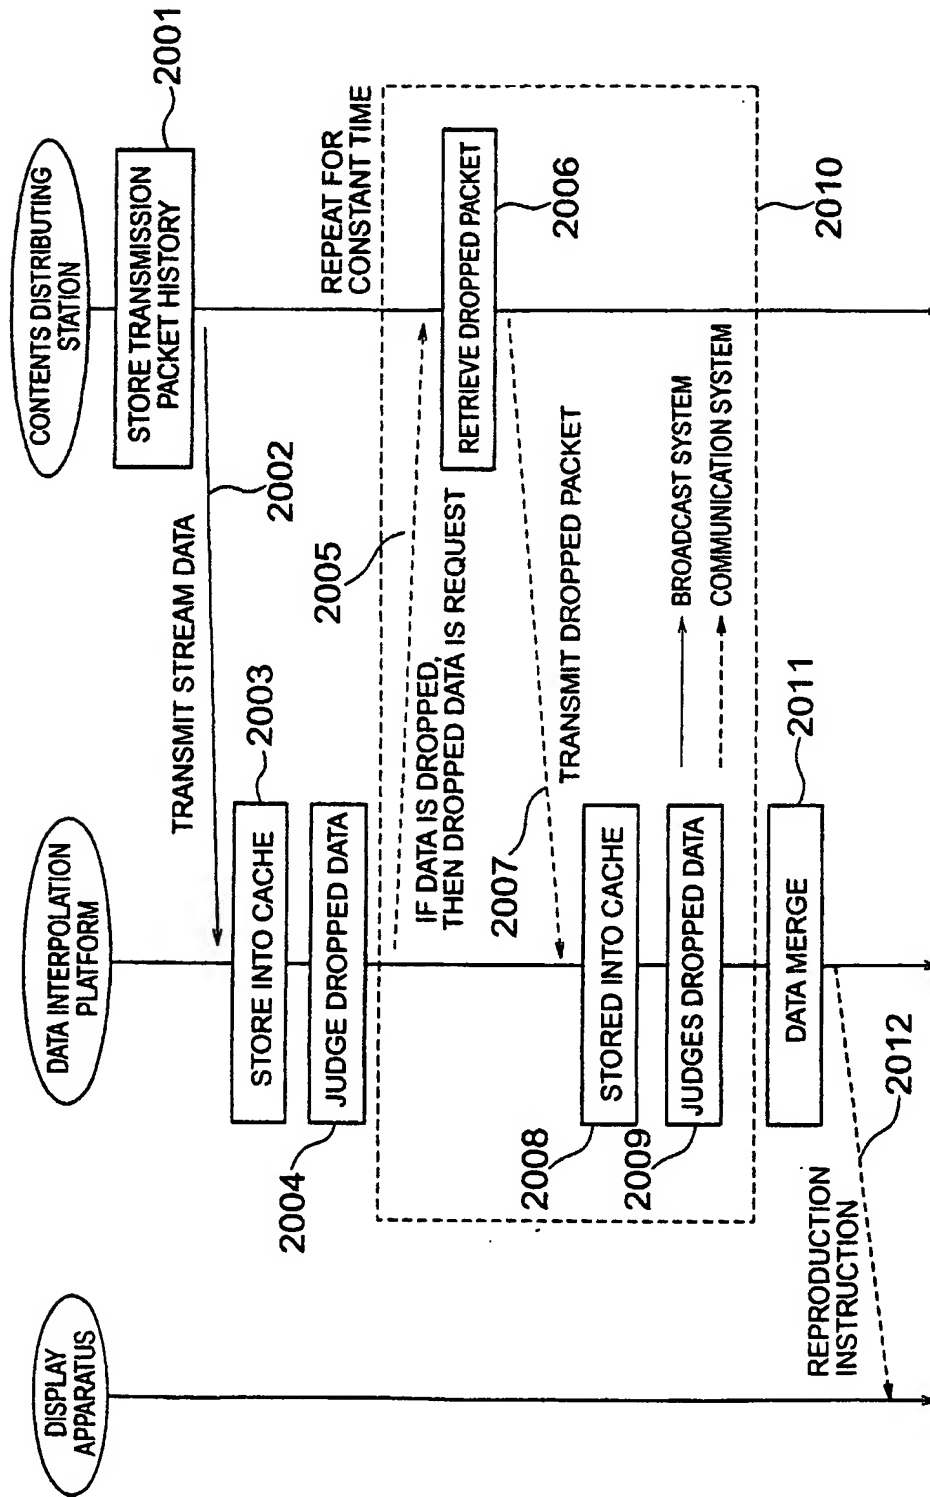 DISPLAY
APPARATUS
DATA INTERPOLATION
PLATFORM
CONTENTS DISTRIBUTING
STATION
STORE TRANSMISSION
PACKET HISTORY
2001
TRANSMIT STREAM DATA
2002
STORE INTO CACHE
2003
JUDGE DROPPED DATA
2004
REPEAT FOR
CONSTANT TIME
2005
IF DATA IS DROPPED,
THEN DROPPED DATA IS REQUEST
RETRIEVE DROPPED PACKET
2006
TRANSMIT DROPPED PACKET
2007
STORED INTO CACHE
2008
JUDGES DROPPED DATA
2009
BROADCAST SYSTEM
COMMUNICATION SYSTEM
2010
DATA MERGE
2011
REPRODUCTION
INSTRUCTION
2012